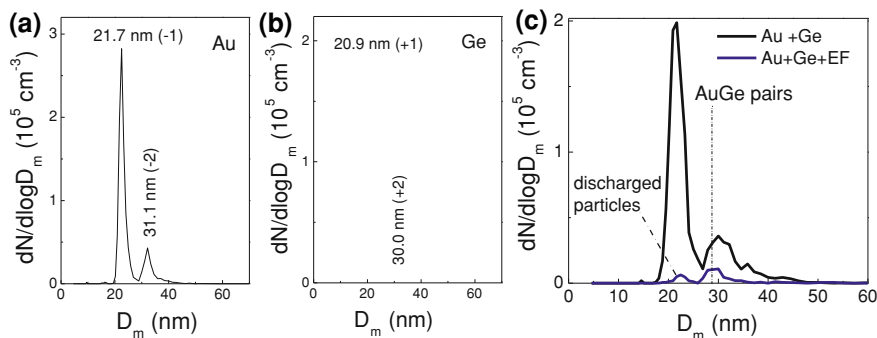 (a)
21.7 nm (-1)
Au
31.1 nm (-2)
dN/dlogD_m (10^5 cm^-3)
3
2
1
0
0 20 40 60
D_m (nm)
(b)
20.9 nm (+1)
Ge
30.0 nm (+2)
dN/dlogD_m (10^5 cm^-3)
2
1
0
0 20 40 60
D_m (nm)
(c)
Au +Ge
Au+Ge+EF
AuGe pairs
discharged
particles
dN/dlogD_m (10^5 cm^-3)
2
1
0
0 10 20 30 40 50 60
D_m (nm)